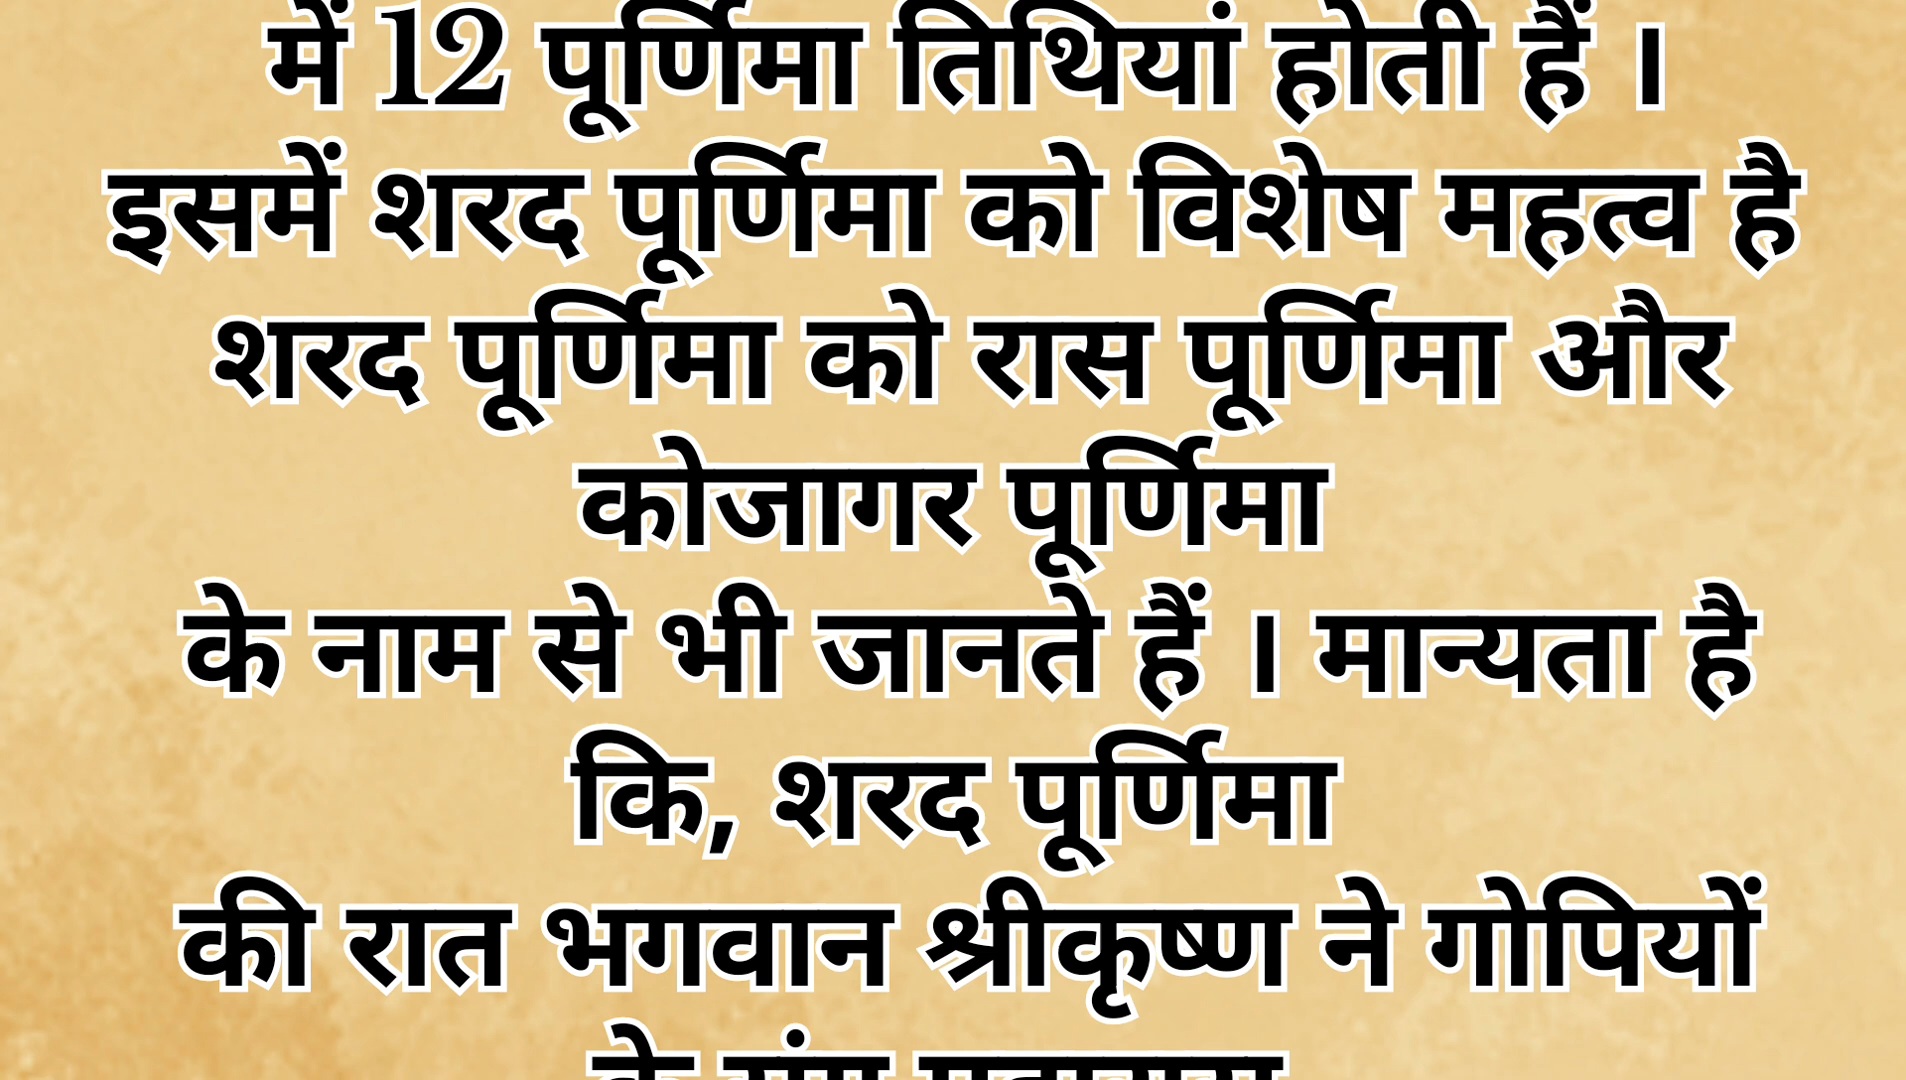 में 12 पूर्णिमा तिथियां होती हैं ।
इसमें शरद पूर्णिमा को विशेष महत्व है
शरद पूर्णिमा को रास पूर्णिमा और
कोजागर पूर्णिमा
के नाम से भी जानते हैं । मान्यता है
कि, शरद पूर्णिमा
की रात भगवान श्रीकृष्ण ने गोपियों
के संग